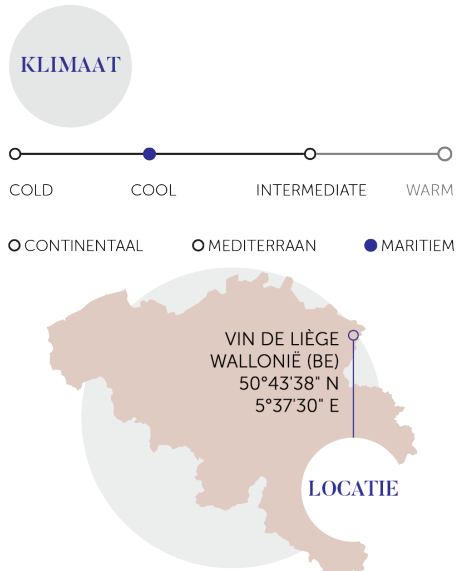 KLIMAAT
COLD COOL INTERMEDIATE WARM
CONTINENTAAL MEDITERRAAN MARITIEM
VIN DE LIÈGE
WALLONIË (BE)
50°43'38" N
5°37'30" E
LOCATIE